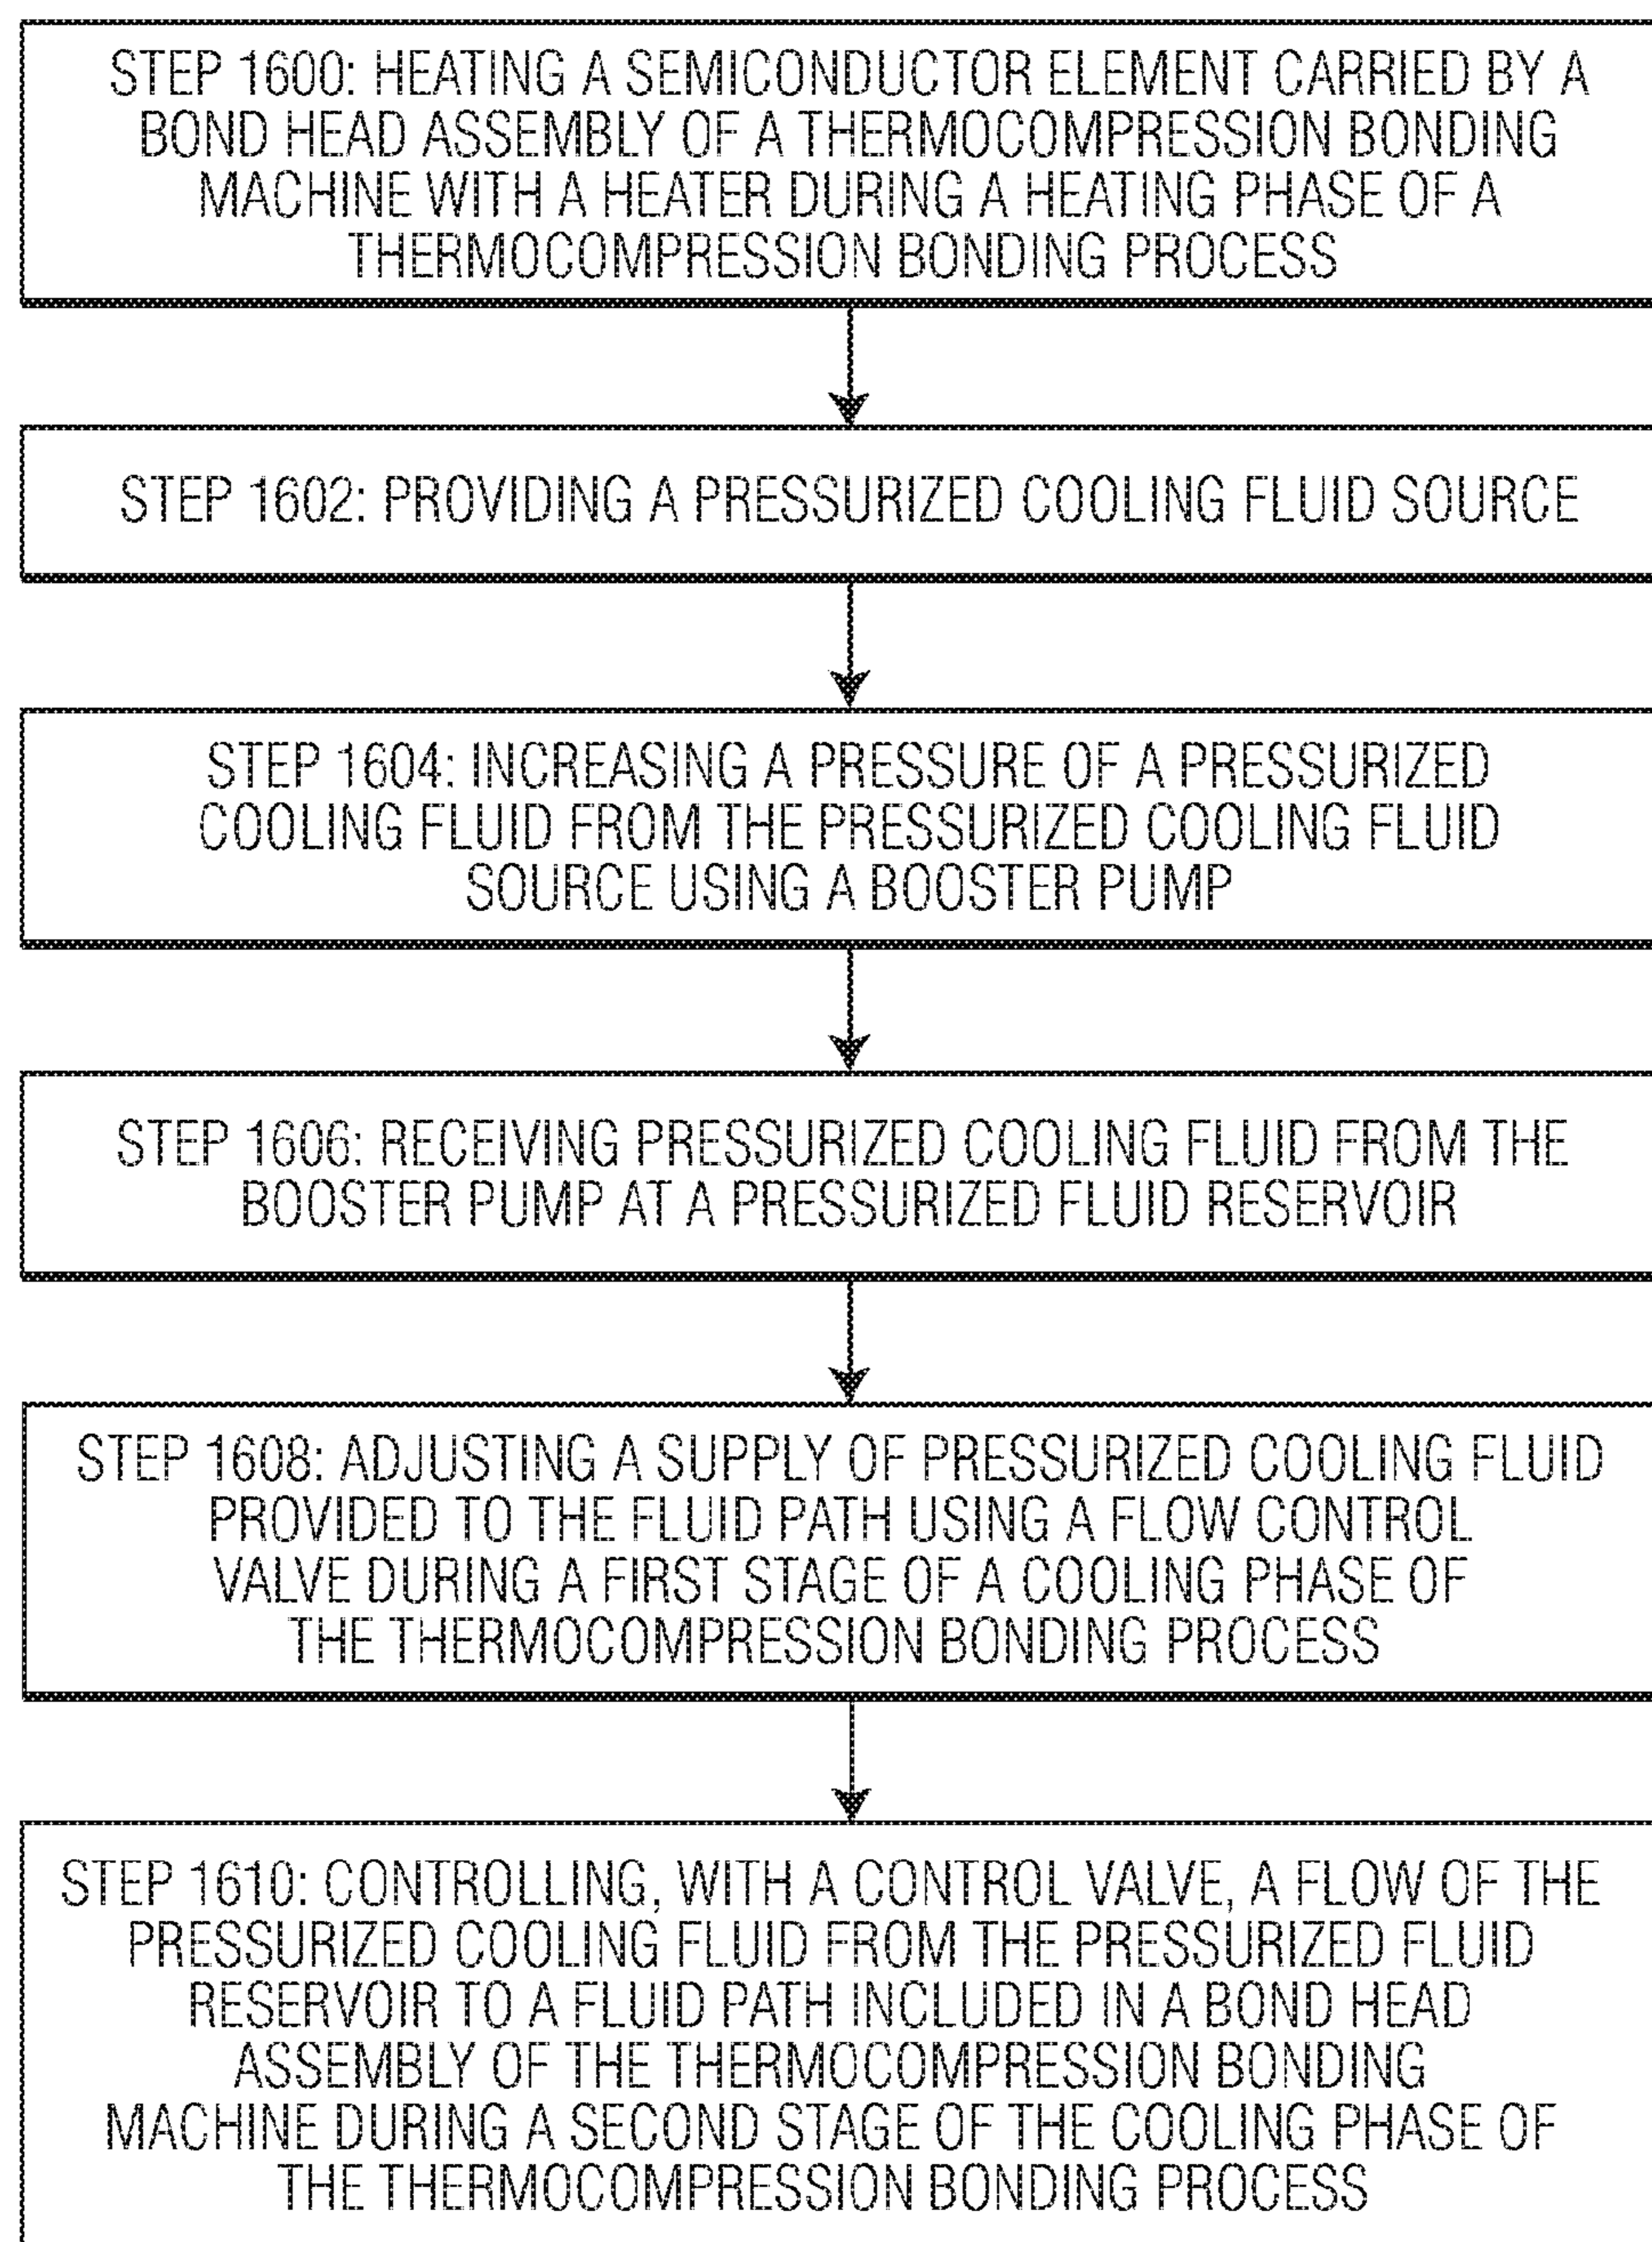 STEP 1600: HEATING A SEMICONDUCTOR ELEMENT CARRIED BY A
BOND HEAD ASSEMBLY OF A THERMOCOMPRESSION BONDING
MACHINE WITH A HEATER DURING A HEATING PHASE OF A
THERMOCOMPRESSION BONDING PROCESS
STEP 1602: PROVIDING A PRESSURIZED COOLING FLUID SOURCE
STEP 1604: INCREASING A PRESSURE OF A PRESSURIZED
COOLING FLUID FROM THE PRESSURIZED COOLING FLUID
SOURCE USING A BOOSTER PUMP
STEP 1606: RECEIVING PRESSURIZED COOLING FLUID FROM THE
BOOSTER PUMP AT A PRESSURIZED FLUID RESERVOIR
STEP 1608: ADJUSTING A SUPPLY OF PRESSURIZED COOLING FLUID
PROVIDED TO THE FLUID PATH USING A FLOW CONTROL
VALVE DURING A FIRST STAGE OF A COOLING PHASE OF
THE THERMOCOMPRESSION BONDING PROCESS
STEP 1610: CONTROLLING, WITH A CONTROL VALVE, A FLOW OF THE
PRESSURIZED COOLING FLUID FROM THE PRESSURIZED FLUID
RESERVOIR TO A FLUID PATH INCLUDED IN A BOND HEAD
ASSEMBLY OF THE THERMOCOMPRESSION BONDING
MACHINE DURING A SECOND STAGE OF THE COOLING PHASE OF
THE THERMOCOMPRESSION BONDING PROCESS